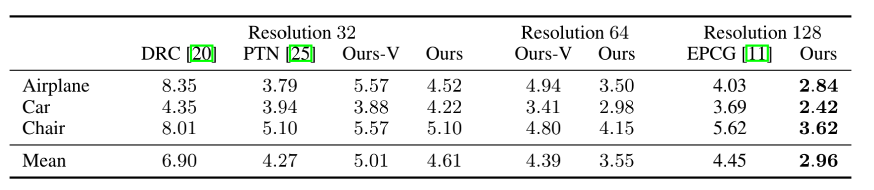 Resolution 32 Resolution 64 Resolution 128
DRC [20] PTN [25] Ours-V Ours Ours-V Ours EPCG [11] Ours
Airplane 8.35 3.79 5.57 4.52 4.94 3.50 4.03 2.84
Car 4.35 3.94 3.88 4.22 3.41 2.98 3.69 2.42
Chair 8.01 5.10 5.57 5.10 4.80 4.15 5.62 3.62
Mean 6.90 4.27 5.01 4.61 4.39 3.55 4.45 2.96